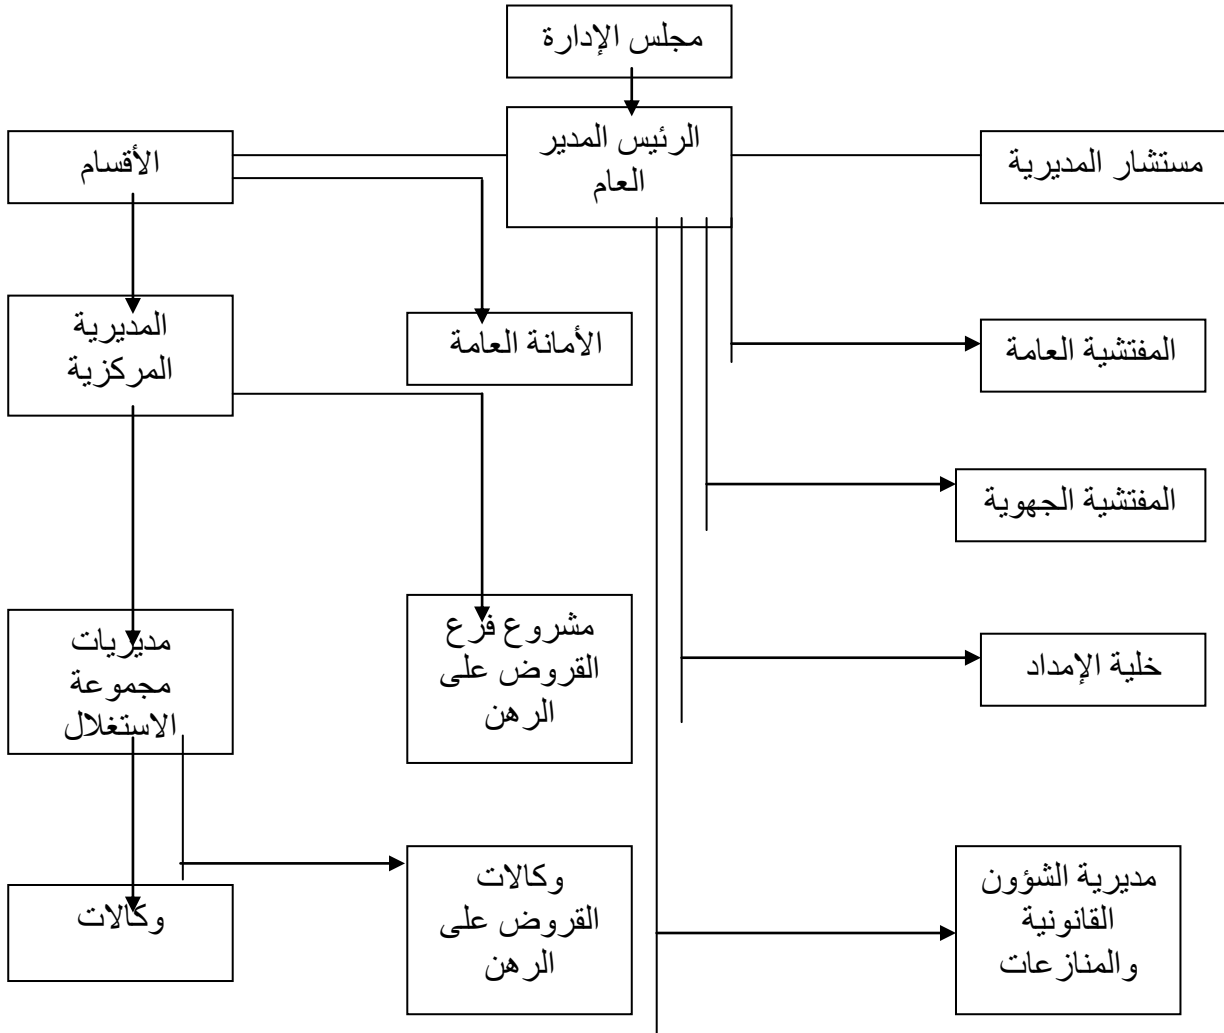 مجلس الإدارة
الرئيس المدير
العام
مستشار المديرية
الأقسام
المديرية
المركزية
الأمانة العامة
المفتشية العامة
المفتشية الجهوية
مديريات
مجموعة
الاستغلال
مشروع فرع
القروض على
الرهن
خلية الإمداد
وكالات
وكالات
القروض على
الرهن
مديرية الشؤون
القانونية
والمنازعات